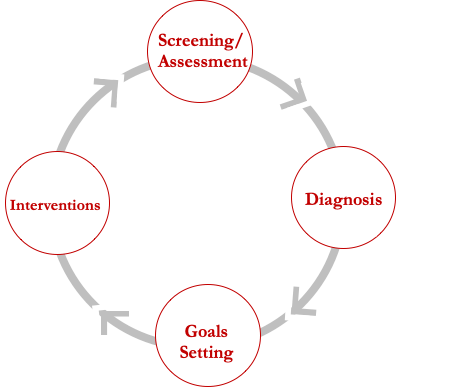 Screening/
Assessment
Diagnosis
Goals
Setting
Interventions